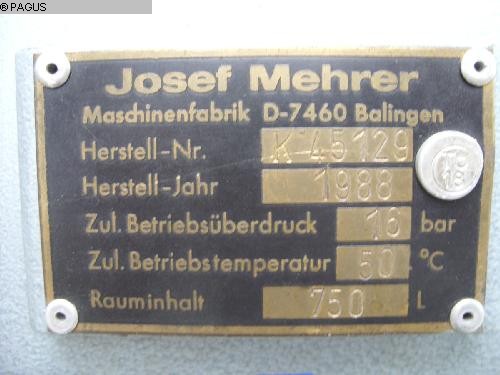 © PAGUS
Josef Mehrer
Maschinenfabrik D-7460 Balingen
Herstell-Nr. K 45129
Herstell-Jahr 1988
Zul. Betriebsüberdruck 16 bar
Zul. Betriebstemperatur 50 °C
Rauminhalt 750 L